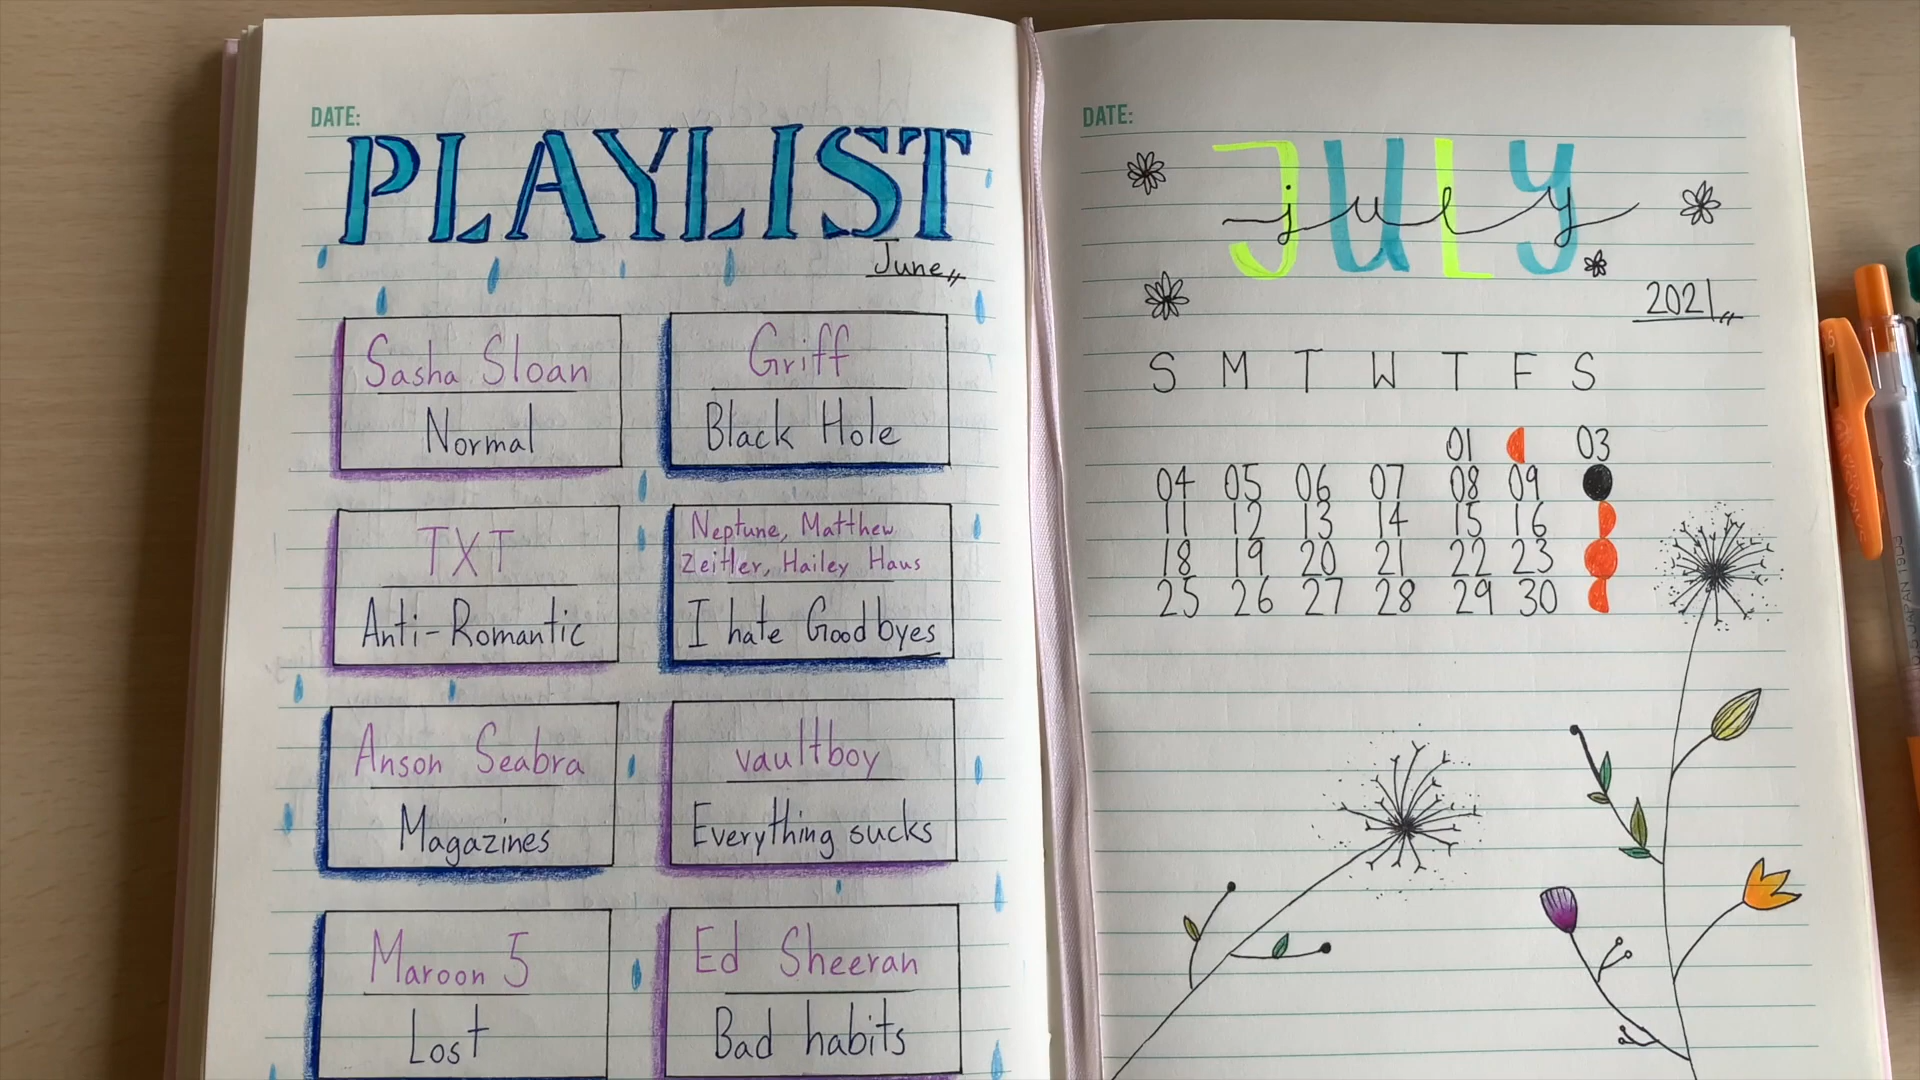 DATE:
PLAYLIST
June
Sasha Sloan
Normal
Griff
Black Hole
TXT
Anti-Romantic
Neptune, Matthew
Zeitler, Hailey Haus
I hate Goodbyes
Anson Seabra
Magazines
vaultboy
Everything sucks
Maroon 5
Lost
Ed Sheeran
Bad habits
DATE:
JULY
july
2021
S M T W T F S
01 03
04 05 06 07 08 09
11 12 13 14 15 16
18 19 20 21 22 23
25 26 27 28 29 30